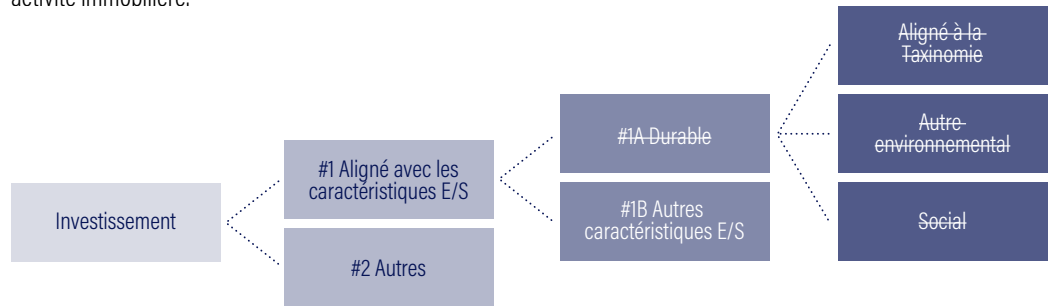 activité immobilière.
Aligné à la
Taxinomie
#1 Aligné avec les
caractéristiques E/S
#1A Durable
Autre
environnemental
Investissement
#1B Autres
caractéristiques E/S
Social
#2 Autres